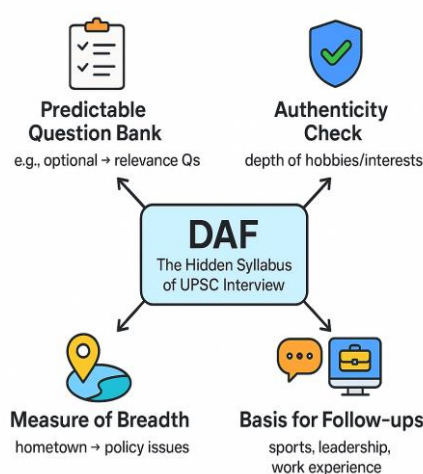 Predictable
Question Bank
e.g., optional → relevance Qs
Authenticity
Check
depth of hobbies/interests
DAF
The Hidden Syllabus
of UPSC Interview
Measure of Breadth
hometown → policy issues
Basis for Follow-ups
sports, leadership,
work experience